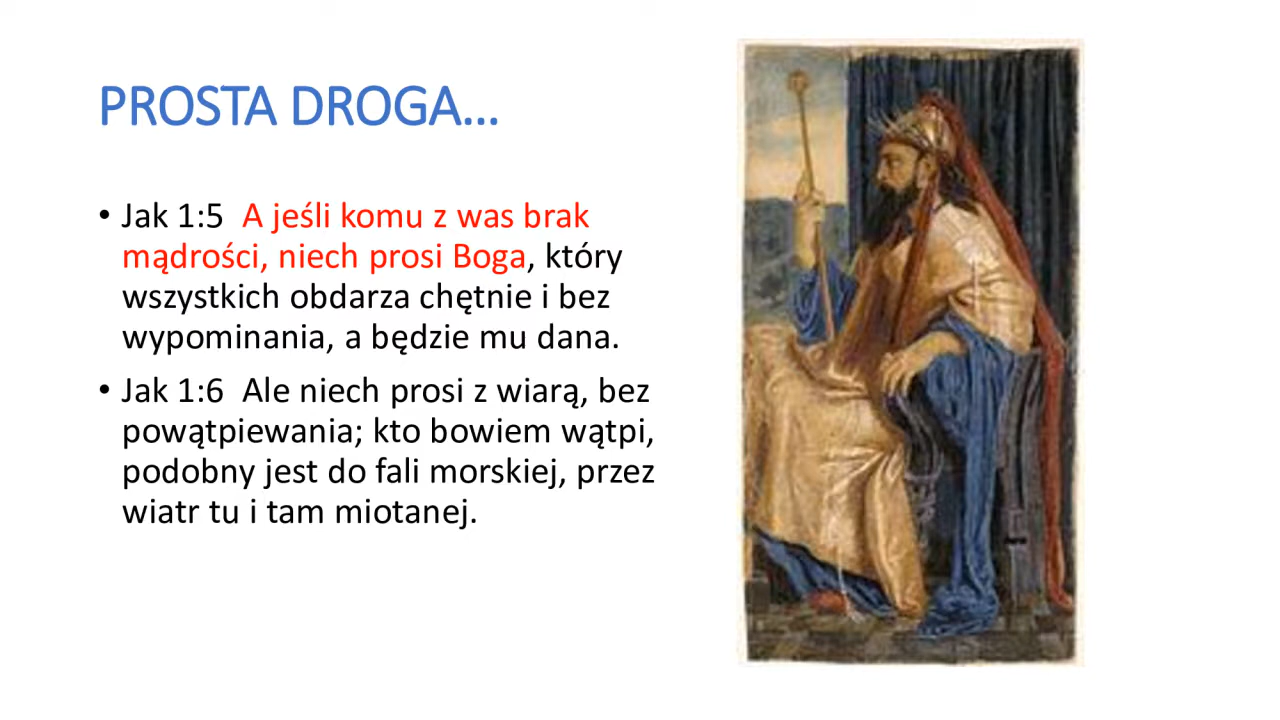 PROSTA DROGA...
• Jak 1:5  A jeśli komu z was brak
mądrości, niech prosi Boga, który
wszystkich obdarza chętnie i bez
wypominania, a będzie mu dana.
• Jak 1:6  Ale niech prosi z wiarą, bez
powątpiewania; kto bowiem wątpi,
podobny jest do fali morskiej, przez
wiatr tu i tam miotanej.